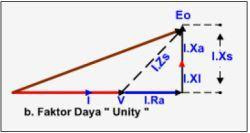 Eo
I.Zs
I.Xa
I.Xs
I.Xl
I
V
I.Ra
b. Faktor Daya " Unity "